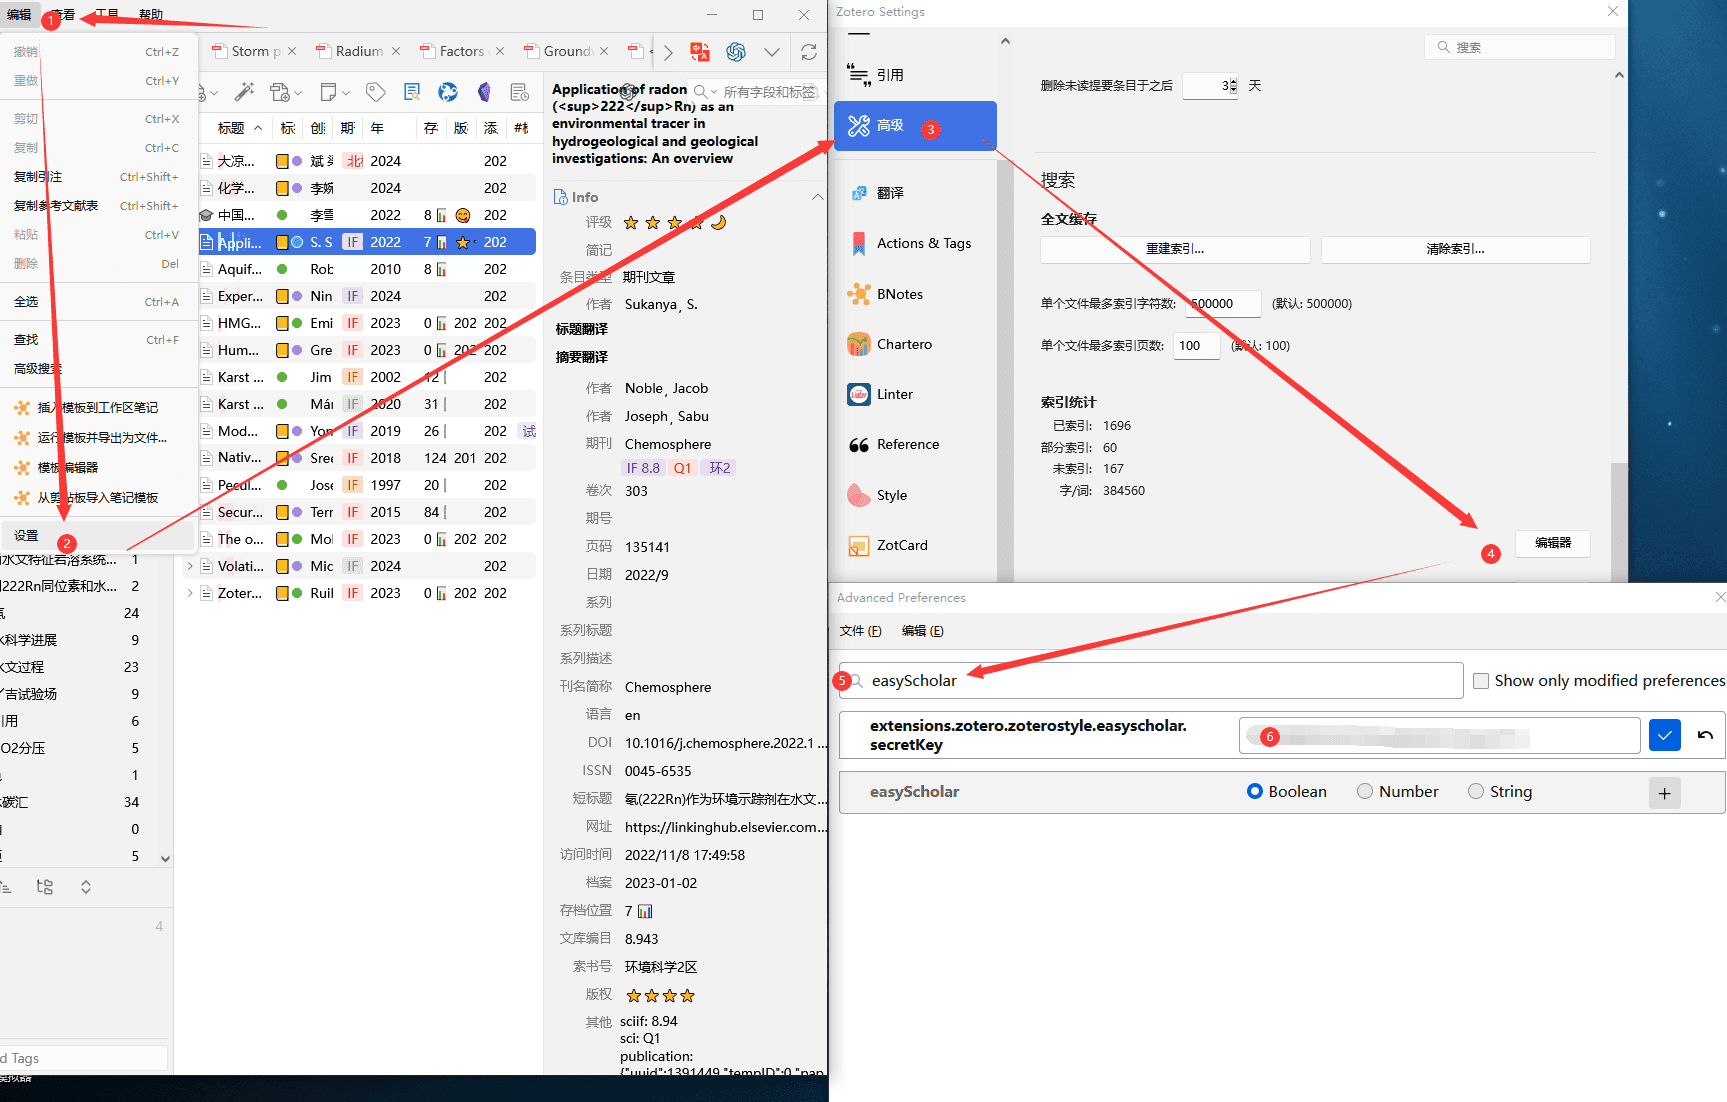 编辑
1
查看
工具
帮助
撤销 Ctrl+Z
重做 Ctrl+Y
剪切 Ctrl+X
复制 Ctrl+C
复制引注 Ctrl+Shift+
复制参考文献表 Ctrl+Shift+
粘贴 Ctrl+V
删除 Del
全选 Ctrl+A
查找 Ctrl+F
高级搜索
插入模板到工作区笔记
运行模板并导出为文件...
模板编辑器
从剪贴板导入笔记模板
设置
2
水文特征岩溶系统... 1
222Rn同位素和水... 2
24
水科学进展 9
水文过程 23
吉试验场 9
引用 6
O2分压 5
1
碳汇 34
0
5
4
d Tags
模拟器
Storm p
Radium
Factors
Groundv
所有字段和标签
标题 标 创 期 年 存 版 添 #标
大凉... 斌 北 2024 202
化学... 李婉 2024 202
中国... 李雪 2022 8 202
Appli... S. S IF 2022 7 202
Aquif... Rob 2010 8 202
Exper... Nin IF 2024 202
HMG... Emi IF 2023 0 202 202
Hum... Gre IF 2023 0 202 202
Karst ... Jim IF 2002 12 202
Karst ... Már IF 2020 31 202
Mod... Yon IF 2019 26 202 试
Nativ... Sree IF 2018 124 201 202
Pecul... Jose IF 1997 20 202
Secur... Terr IF 2015 84 202
The o... Mol IF 2023 0 202 202
Volati... Mic IF 2024 202
Zoter... Ruil IF 2023 0 202 202
Application of radon
(<sup>222</sup>Rn) as an
environmental tracer in
hydrogeological and geological
investigations: An overview
Info
评级
简记
条目类型 期刊文章
作者 Sukanya, S.
标题翻译
摘要翻译
作者 Noble, Jacob
作者 Joseph, Sabu
期刊 Chemosphere
IF 8.8 Q1 环2
卷次 303
期号
页码 135141
日期 2022/9
系列
系列标题
系列描述
刊名简称 Chemosphere
语言 en
DOI 10.1016/j.chemosphere.2022.1 ...
ISSN 0045-6535
短标题 氡(222Rn)作为环境示踪剂在水文...
网址 https://linkinghub.elsevier.com...
访问时间 2022/11/8 17:49:58
档案 2023-01-02
存档位置 7
文库编目 8.943
索书号 环境科学2区
版权
其他 sciif: 8.94
sci: Q1
publication:
{"uuid":1391449,"tempID":0,"pap
Zotero Settings
搜索
引用
高级
3
翻译
Actions & Tags
BNotes
Chartero
Linter
Reference
Style
ZotCard
删除未读提要条目于之后 3 天
搜索
全文缓存
重建索引...
清除索引...
单个文件最多索引字符数: 500000 (默认: 500000)
单个文件最多索引页数: 100 (默认: 100)
索引统计
已索引: 1696
部分索引: 60
未索引: 167
字/词: 384560
4
编辑器
Advanced Preferences
文件 (F) 编辑 (E)
5
easyScholar
Show only modified preferences
extensions.zotero.zoterostyle.easyscholar.
secretKey
6
easyScholar
Boolean
Number
String